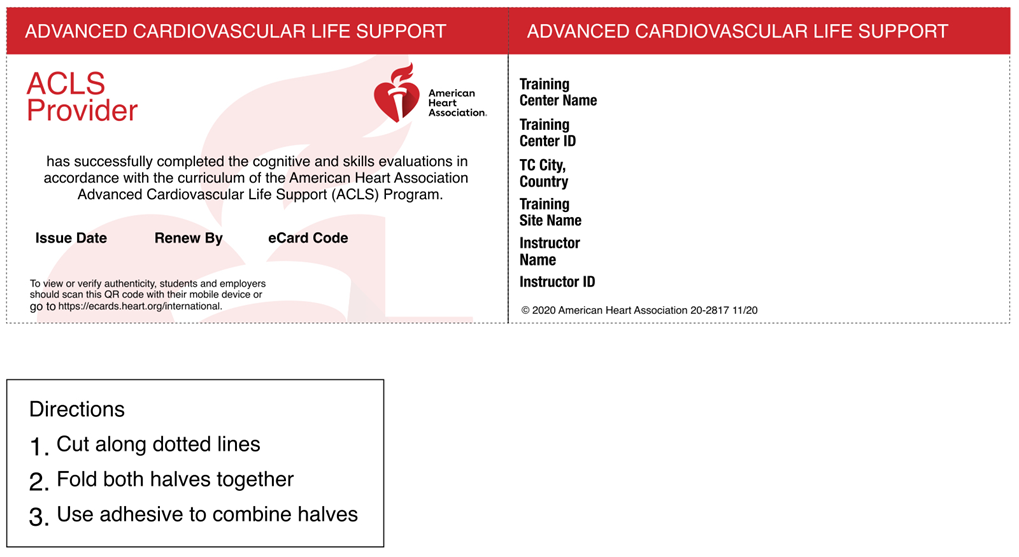 ADVANCED CARDIOVASCULAR LIFE SUPPORT
ACLS
Provider
American
Heart
Association.
has successfully completed the cognitive and skills evaluations in
accordance with the curriculum of the American Heart Association
Advanced Cardiovascular Life Support (ACLS) Program.
Issue Date Renew By eCard Code
To view or verify authenticity, students and employers
should scan this QR code with their mobile device or
go to https://ecards.heart.org/international.
ADVANCED CARDIOVASCULAR LIFE SUPPORT
Training
Center Name
Training
Center ID
TC City,
Country
Training
Site Name
Instructor
Name
Instructor ID
© 2020 American Heart Association 20-2817 11/20
Directions
1. Cut along dotted lines
2. Fold both halves together
3. Use adhesive to combine halves